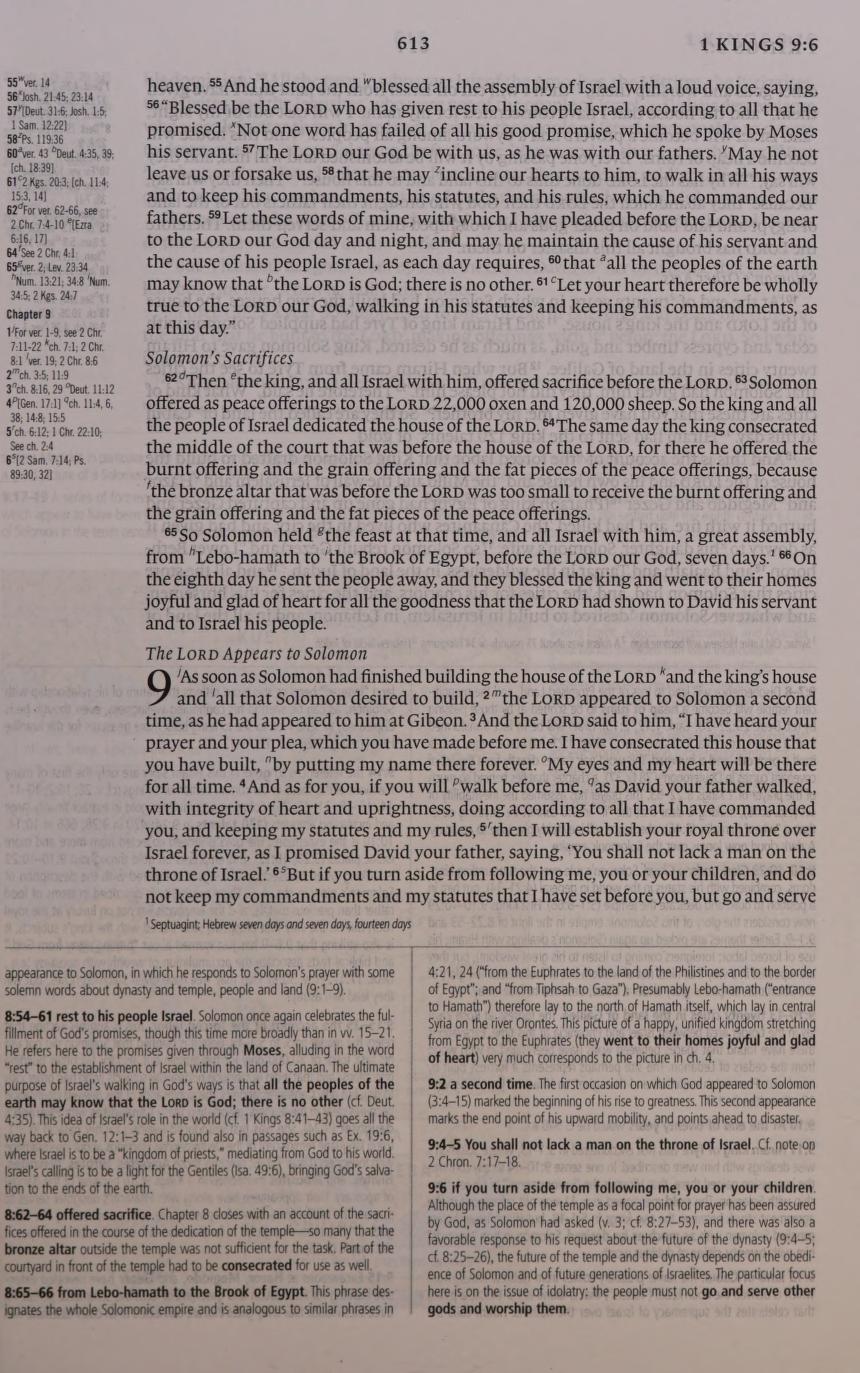 613
1 KINGS 9:6
55 w ver. 14
56 x Josh. 21:45; 23:14
57 y [Deut. 31:6; Josh. 1:5;
1 Sam. 12:22]
58 z Ps. 119:36
60 a ver. 43 b Deut. 4:35, 39;
[ch. 18:39]
61 c 2 Kgs. 20:3; [ch. 11:4;
15:3, 14]
62 d For ver. 62-66, see
2 Chr. 7:4-10 e [Ezra
6:16, 17]
64 f See 2 Chr. 4:1
65 g ver. 2; Lev. 23:34
h Num. 13:21; 34:8 i Num.
34:5; 2 Kgs. 24:7
Chapter 9
1 j For ver. 1-9, see 2 Chr.
7:11-22 k ch. 7:1; 2 Chr.
8:1 l ver. 19; 2 Chr. 8:6
2 m ch. 3:5; 11:9
3 n ch. 8:16, 29 o Deut. 11:12
4 p [Gen. 17:1] q ch. 11:4, 6,
38; 14:8; 15:5
5 r ch. 6:12; 1 Chr. 22:10;
See ch. 2:4
6 s [2 Sam. 7:14; Ps.
89:30, 32]
heaven. 55 And he stood and w blessed all the assembly of Israel with a loud voice, saying,
56 “Blessed be the LORD who has given rest to his people Israel, according to all that he
promised. x Not one word has failed of all his good promise, which he spoke by Moses
his servant. 57 The LORD our God be with us, as he was with our fathers. y May he not
leave us or forsake us, 58 that he may z incline our hearts to him, to walk in all his ways
and to keep his commandments, his statutes, and his rules, which he commanded our
fathers. 59 Let these words of mine, with which I have pleaded before the LORD, be near
to the LORD our God day and night, and may he maintain the cause of his servant and
the cause of his people Israel, as each day requires, 60 that a all the peoples of the earth
may know that b the LORD is God; there is no other. 61 c Let your heart therefore be wholly
true to the LORD our God, walking in his statutes and keeping his commandments, as
at this day.”
Solomon’s Sacrifices
62 d Then e the king, and all Israel with him, offered sacrifice before the LORD. 63 Solomon
offered as peace offerings to the LORD 22,000 oxen and 120,000 sheep. So the king and all
the people of Israel dedicated the house of the LORD. 64 The same day the king consecrated
the middle of the court that was before the house of the LORD, for there he offered the
burnt offering and the grain offering and the fat pieces of the peace offerings, because
f the bronze altar that was before the LORD was too small to receive the burnt offering and
the grain offering and the fat pieces of the peace offerings.
65 So Solomon held g the feast at that time, and all Israel with him, a great assembly,
from h Lebo-hamath to i the Brook of Egypt, before the LORD our God, seven days.1 66 On
the eighth day he sent the people away, and they blessed the king and went to their homes
joyful and glad of heart for all the goodness that the LORD had shown to David his servant
and to Israel his people.
The LORD Appears to Solomon
9 j As soon as Solomon had finished building the house of the LORD k and the king’s house
and l all that Solomon desired to build, 2 m the LORD appeared to Solomon a second
time, as he had appeared to him at Gibeon. 3 And the LORD said to him, “I have heard your
prayer and your plea, which you have made before me. I have consecrated this house that
you have built, n by putting my name there forever. o My eyes and my heart will be there
for all time. 4 And as for you, if you will p walk before me, q as David your father walked,
with integrity of heart and uprightness, doing according to all that I have commanded
you, and keeping my statutes and my rules, 5 r then I will establish your royal throne over
Israel forever, as I promised David your father, saying, ‘You shall not lack a man on the
throne of Israel.’ 6 s But if you turn aside from following me, you or your children, and do
not keep my commandments and my statutes that I have set before you, but go and serve
1 Septuagint; Hebrew seven days and seven days, fourteen days
appearance to Solomon, in which he responds to Solomon’s prayer with some
solemn words about dynasty and temple, people and land (9:1–9).
8:54–61 rest to his people Israel. Solomon once again celebrates the ful-
fillment of God’s promises, though this time more broadly than in vv. 15–21.
He refers here to the promises given through Moses, alluding in the word
“rest” to the establishment of Israel within the land of Canaan. The ultimate
purpose of Israel’s walking in God’s ways is that all the peoples of the
earth may know that the LORD is God; there is no other (cf. Deut.
4:35). This idea of Israel’s role in the world (cf. 1 Kings 8:41–43) goes all the
way back to Gen. 12:1–3 and is found also in passages such as Ex. 19:6,
where Israel is to be a “kingdom of priests,” mediating from God to his world.
Israel’s calling is to be a light for the Gentiles (Isa. 49:6), bringing God’s salva-
tion to the ends of the earth.
8:62–64 offered sacrifice. Chapter 8 closes with an account of the sacri-
fices offered in the course of the dedication of the temple—so many that the
bronze altar outside the temple was not sufficient for the task. Part of the
courtyard in front of the temple had to be consecrated for use as well.
8:65–66 from Lebo-hamath to the Brook of Egypt. This phrase des-
ignates the whole Solomonic empire and is analogous to similar phrases in
4:21, 24 (“from the Euphrates to the land of the Philistines and to the border
of Egypt”; and “from Tiphsah to Gaza”). Presumably Lebo-hamath (“entrance
to Hamath”) therefore lay to the north of Hamath itself, which lay in central
Syria on the river Orontes. This picture of a happy, unified kingdom stretching
from Egypt to the Euphrates (they went to their homes joyful and glad
of heart) very much corresponds to the picture in ch. 4.
9:2 a second time. The first occasion on which God appeared to Solomon
(3:4–15) marked the beginning of his rise to greatness. This second appearance
marks the end point of his upward mobility, and points ahead to disaster.
9:4–5 You shall not lack a man on the throne of Israel. Cf. note on
2 Chron. 7:17–18.
9:6 if you turn aside from following me, you or your children.
Although the place of the temple as a focal point for prayer has been assured
by God, as Solomon had asked (v. 3; cf. 8:27–53), and there was also a
favorable response to his request about the future of the dynasty (9:4–5;
cf. 8:25–26), the future of the temple and the dynasty depends on the obedi-
ence of Solomon and of future generations of Israelites. The particular focus
here is on the issue of idolatry: the people must not go and serve other
gods and worship them.